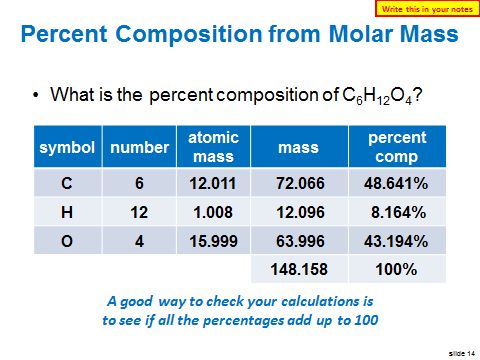 Write this in your notes
Percent Composition from Molar Mass
• What is the percent composition of C₆H₁₂O₄?
symbol number atomic mass mass percent comp
C 6 12.011 72.066 48.641%
H 12 1.008 12.096 8.164%
O 4 15.999 63.996 43.194%
148.158 100%
A good way to check your calculations is
to see if all the percentages add up to 100
slide 14